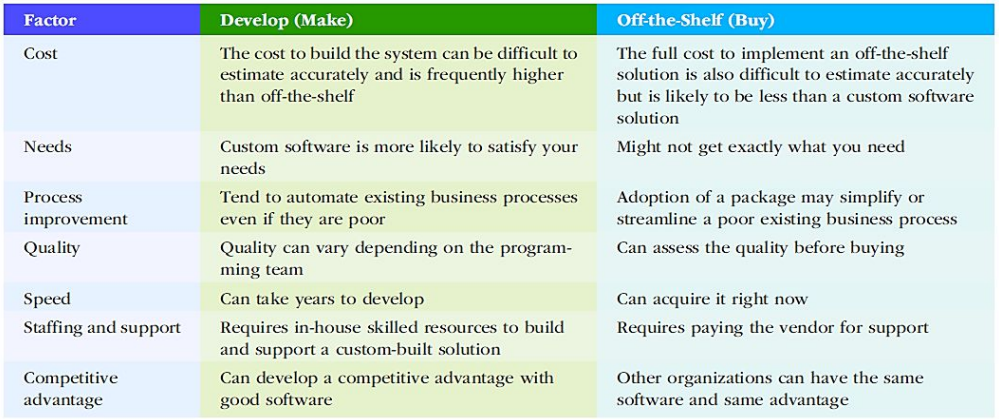 Factor
Develop (Make)
Off-the-Shelf (Buy)
Cost
The cost to build the system can be difficult to
estimate accurately and is frequently higher
than off-the-shelf
The full cost to implement an off-the-shelf
solution is also difficult to estimate accurately
but is likely to be less than a custom software
solution
Needs
Custom software is more likely to satisfy your
needs
Might not get exactly what you need
Process
improvement
Tend to automate existing business processes
even if they are poor
Adoption of a package may simplify or
streamline a poor existing business process
Quality
Quality can vary depending on the program-
ming team
Can assess the quality before buying
Speed
Can take years to develop
Can acquire it right now
Staffing and support
Requires in-house skilled resources to build
and support a custom-built solution
Requires paying the vendor for support
Competitive
advantage
Can develop a competitive advantage with
good software
Other organizations can have the same
software and same advantage